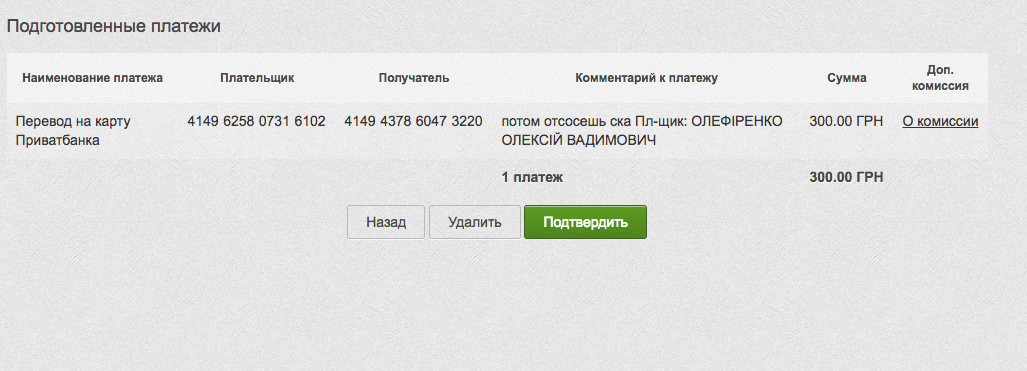 Подготовленные платежи
Наименование платежа Плательщик Получатель Комментарий к платежу Сумма Доп. комиссия
Перевод на карту 4149 6258 0731 6102 4149 4378 6047 3220 потом отсосешь ска Пл-щик: ОЛЕФІРЕНКО 300.00 ГРН О комиссии
Приватбанка ОЛЕКСІЙ ВАДИМОВИЧ
1 платеж 300.00 ГРН
Назад Удалить Подтвердить